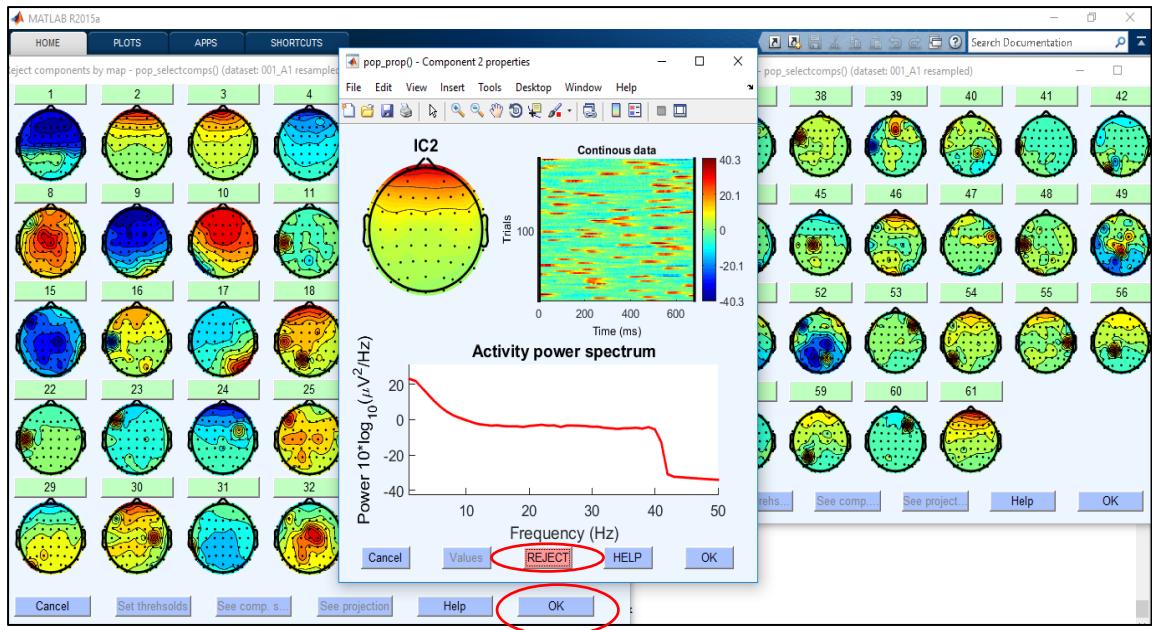 MATLAB R2015a
HOME PLOTS APPS SHORTCUTS
Search Documentation
eject components by map - pop_selectcomps() (dataset: 001_A1 resampled
1 2 3 4
8 9 10 11
15 16 17 18
22 23 24 25
29 30 31 32
Cancel Set threhsolds See comp. s... See projection Help OK
pop_prop() - Component 2 properties
File Edit View Insert Tools Desktop Window Help
IC2
Continous data
Trials
100
0 200 400 600
Time (ms)
40.3
20.1
0
-20.1
-40.3
Activity power spectrum
Power 10*log10(μV2/Hz)
20
0
-20
-40
10 20 30 40 50
Frequency (Hz)
Cancel Values REJECT HELP OK
- pop_selectcomps() (dataset: 001_A1 resampled)
38 39 40 41 42
45 46 47 48 49
52 53 54 55 56
59 60 61
rehs... See comp.... See project... Help OK